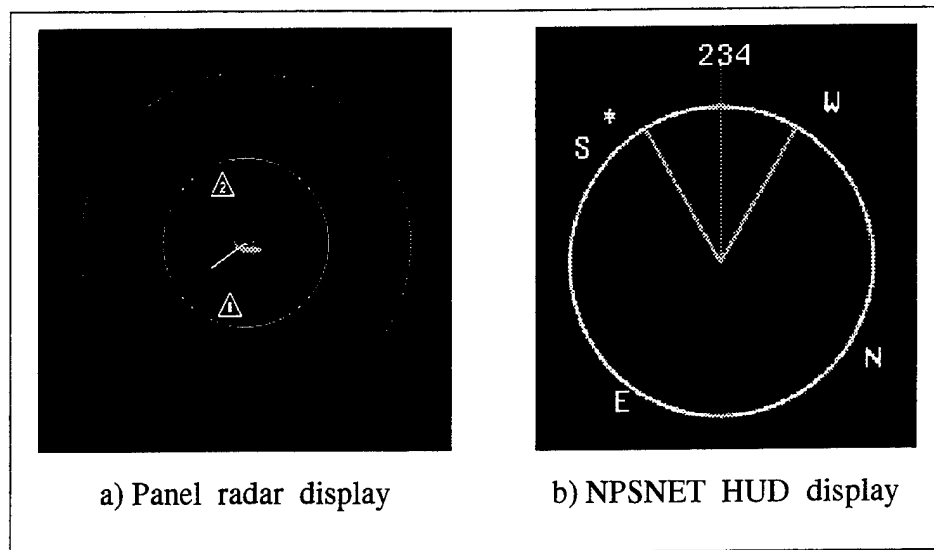 2
1
a) Panel radar display
234
W
* 
S
N
E
b) NPSNET HUD display